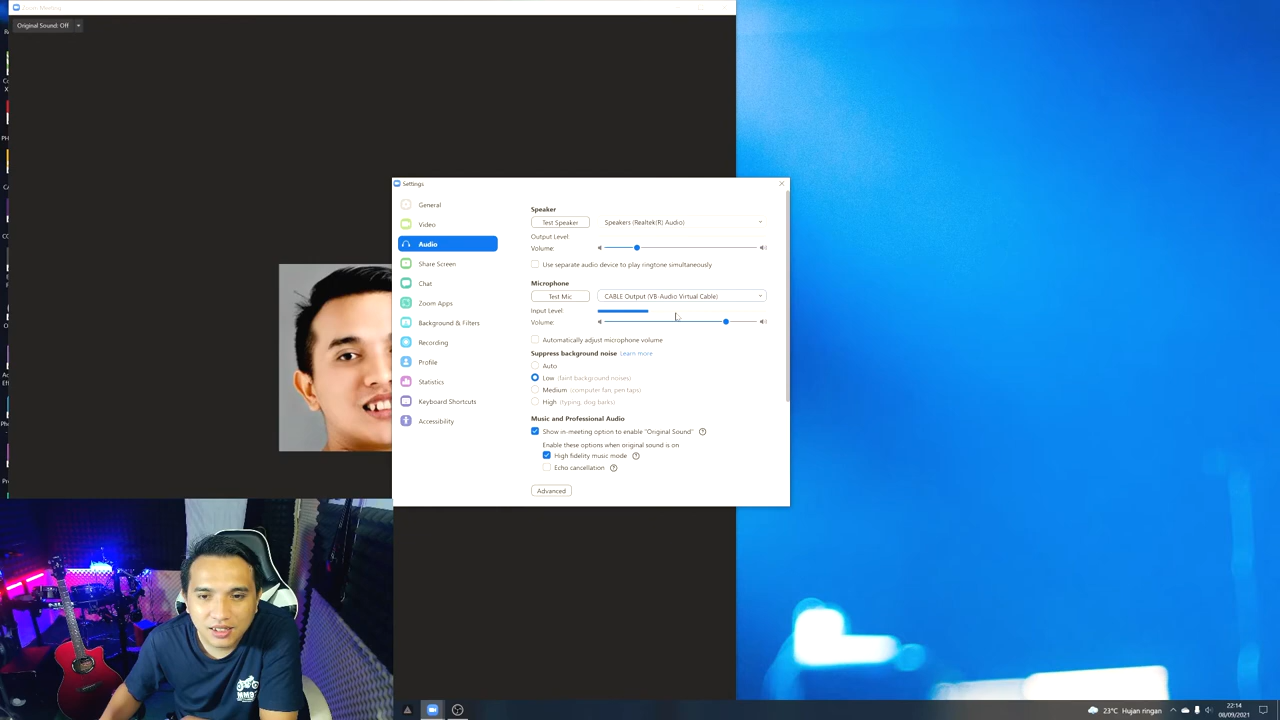 Zoom Meeting
Original Sound: Off
Settings
General
Video
Audio
Share Screen
Chat
Zoom Apps
Background & Filters
Recording
Profile
Statistics
Keyboard Shortcuts
Accessibility
Speaker
Test Speaker
Speakers (Realtek(R) Audio)
Output Level
Volume:
Use separate audio device to play ringtone simultaneously
Microphone
Test Mic
CABLE Output (VB-Audio Virtual Cable)
Input Level
Volume:
Automatically adjust microphone volume
Suppress background noise Learn more
Auto
Low (faint background noises)
Medium (computer fan, pen taps)
High (typing, dog barks)
Music and Professional Audio
Show in-meeting option to enable "Original Sound"
Enable these options when original sound is on
High fidelity music mode
Echo cancellation
Advanced
23°C Hujan ringan
22:14
08/09/2021